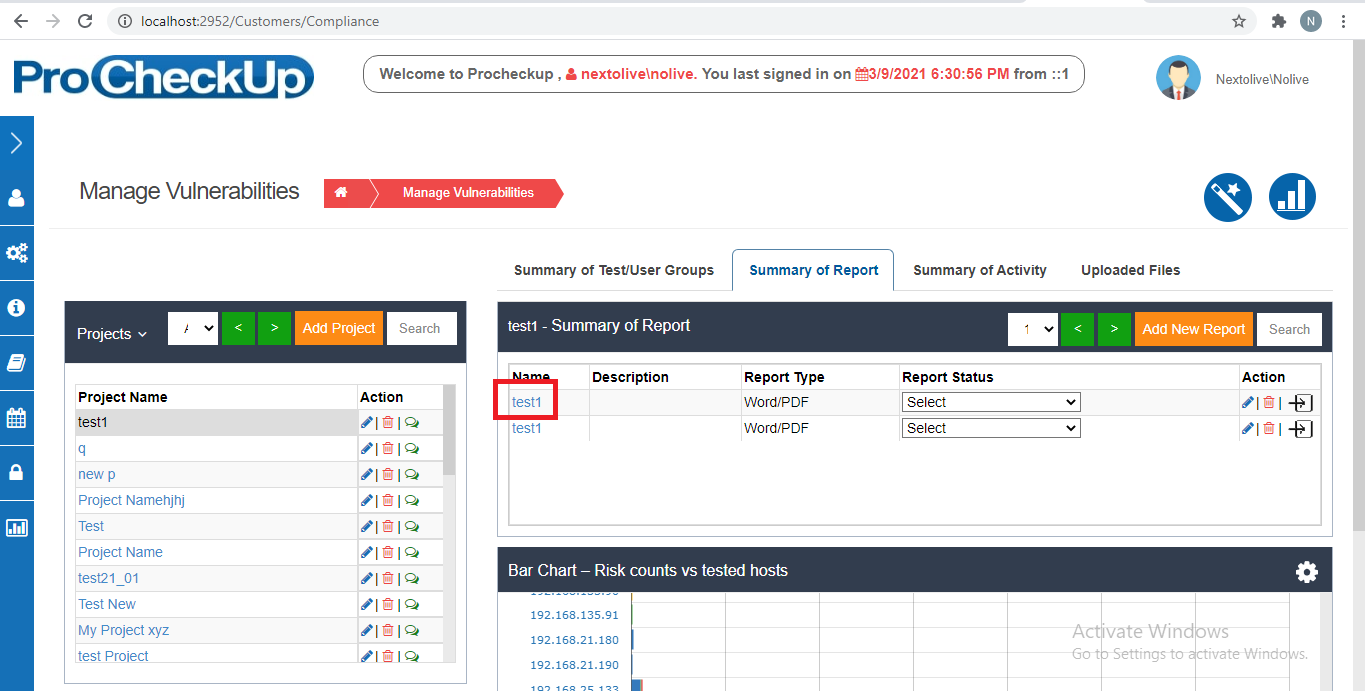 localhost:2952/Customers/Compliance
N
ProCheckUp
Welcome to Procheckup , nextolive\nolive. You last signed in on 3/9/2021 6:30:56 PM from ::1
Nextolive\Nolive
Manage Vulnerabilities
Manage Vulnerabilities
Summary of Test/User Groups
Summary of Report
Summary of Activity
Uploaded Files
Projects
<
>
Add Project
Search
Project Name Action
test1
q
new p
Project Namehjhj
Test
Project Name
test21_01
Test New
My Project xyz
test Project
test1 - Summary of Report
1
<
>
Add New Report
Search
Name Description Report Type Report Status Action
test1 Word/PDF Select
test1 Word/PDF Select
Bar Chart – Risk counts vs tested hosts
192.168.135.91
192.168.21.180
192.168.21.190
192.168.25.133
Activate Windows
Go to Settings to activate Windows.